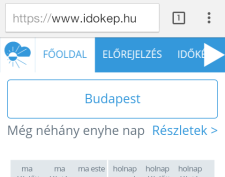 https://www.idokep.hu 1
FŐOLDAL ELŐREJELZÉS
Budapest
Még néhány enyhe nap Részletek >
ma ma ma este holnap holnap holnap